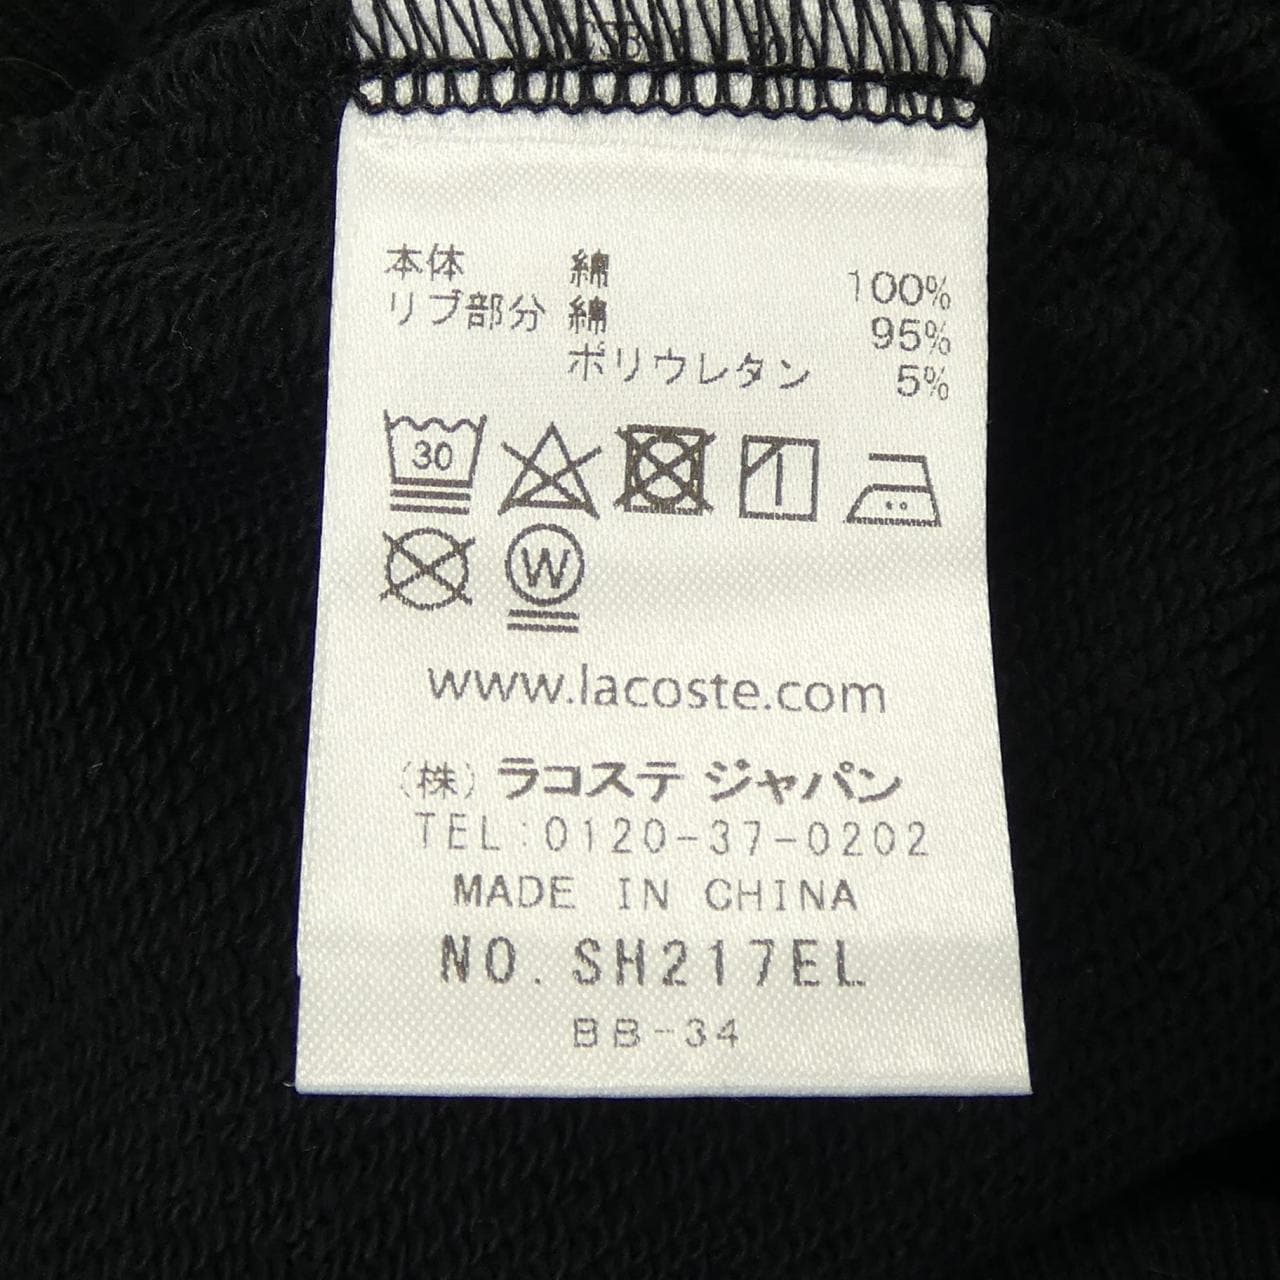 本体 綿 100%
リブ部分 綿 95%
ポリウレタン 5%
30
W
www.lacoste.com
(株)ラコステ ジャパン
TEL:0120-37-0202
MADE IN CHINA
NO. SH217EL
BB-34